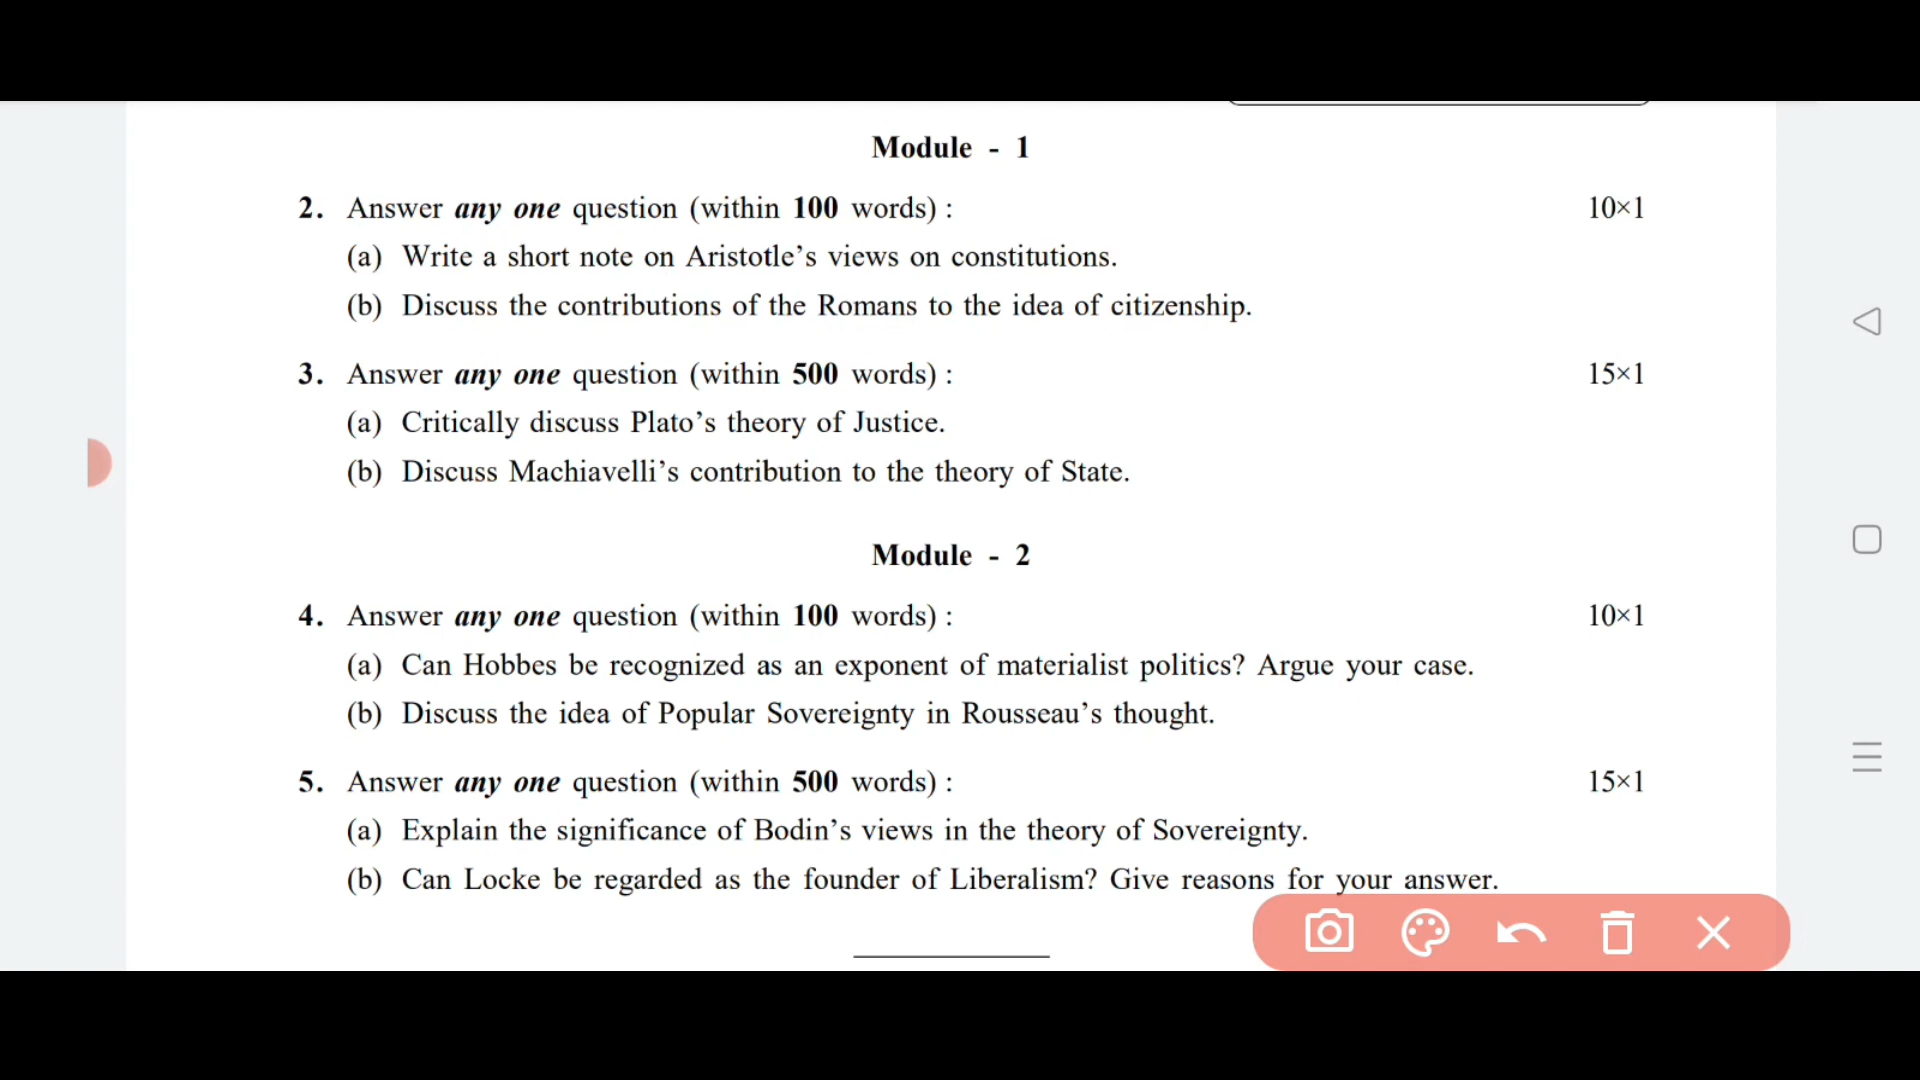 Module - 1
2. Answer any one question (within 100 words) : 10×1
(a) Write a short note on Aristotle’s views on constitutions.
(b) Discuss the contributions of the Romans to the idea of citizenship.
3. Answer any one question (within 500 words) : 15×1
(a) Critically discuss Plato’s theory of Justice.
(b) Discuss Machiavelli’s contribution to the theory of State.
Module - 2
4. Answer any one question (within 100 words) : 10×1
(a) Can Hobbes be recognized as an exponent of materialist politics? Argue your case.
(b) Discuss the idea of Popular Sovereignty in Rousseau’s thought.
5. Answer any one question (within 500 words) : 15×1
(a) Explain the significance of Bodin’s views in the theory of Sovereignty.
(b) Can Locke be regarded as the founder of Liberalism? Give reasons for your answer.